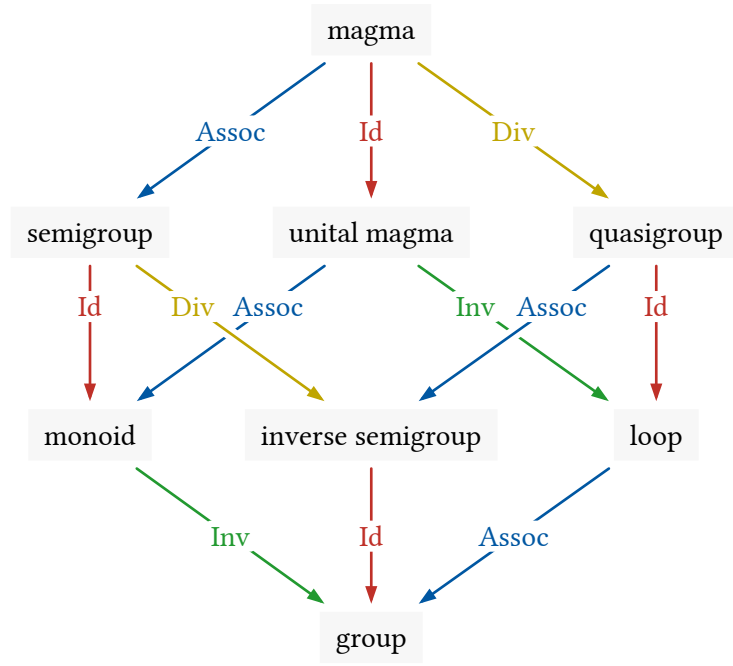 magma
Assoc Id Div
semigroup unital magma quasigroup
Id Div Assoc Inv Assoc Id
monoid inverse semigroup loop
Inv Id Assoc
group